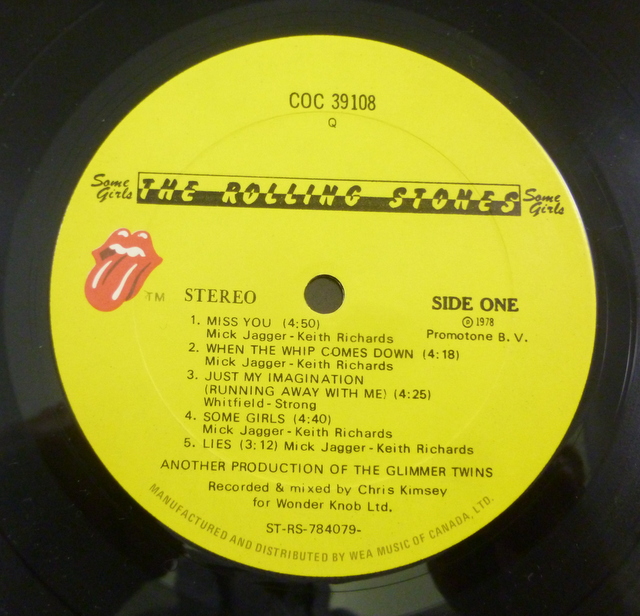 COC 39108
Q
Some Girls THE ROLLING STONES Some Girls
TM STEREO
SIDE ONE
℗ 1978
Promotone B. V.
1. MISS YOU (4:50)
Mick Jagger - Keith Richards
2. WHEN THE WHIP COMES DOWN (4:18)
Mick Jagger - Keith Richards
3. JUST MY IMAGINATION
(RUNNING AWAY WITH ME) (4:25)
Whitfield - Strong
4. SOME GIRLS (4:40)
Mick Jagger - Keith Richards
5. LIES (3:12) Mick Jagger - Keith Richards
ANOTHER PRODUCTION OF THE GLIMMER TWINS
Recorded & mixed by Chris Kimsey
for Wonder Knob Ltd.
ST-RS-784079-
MANUFACTURED AND DISTRIBUTED BY WEA MUSIC OF CANADA, LTD.